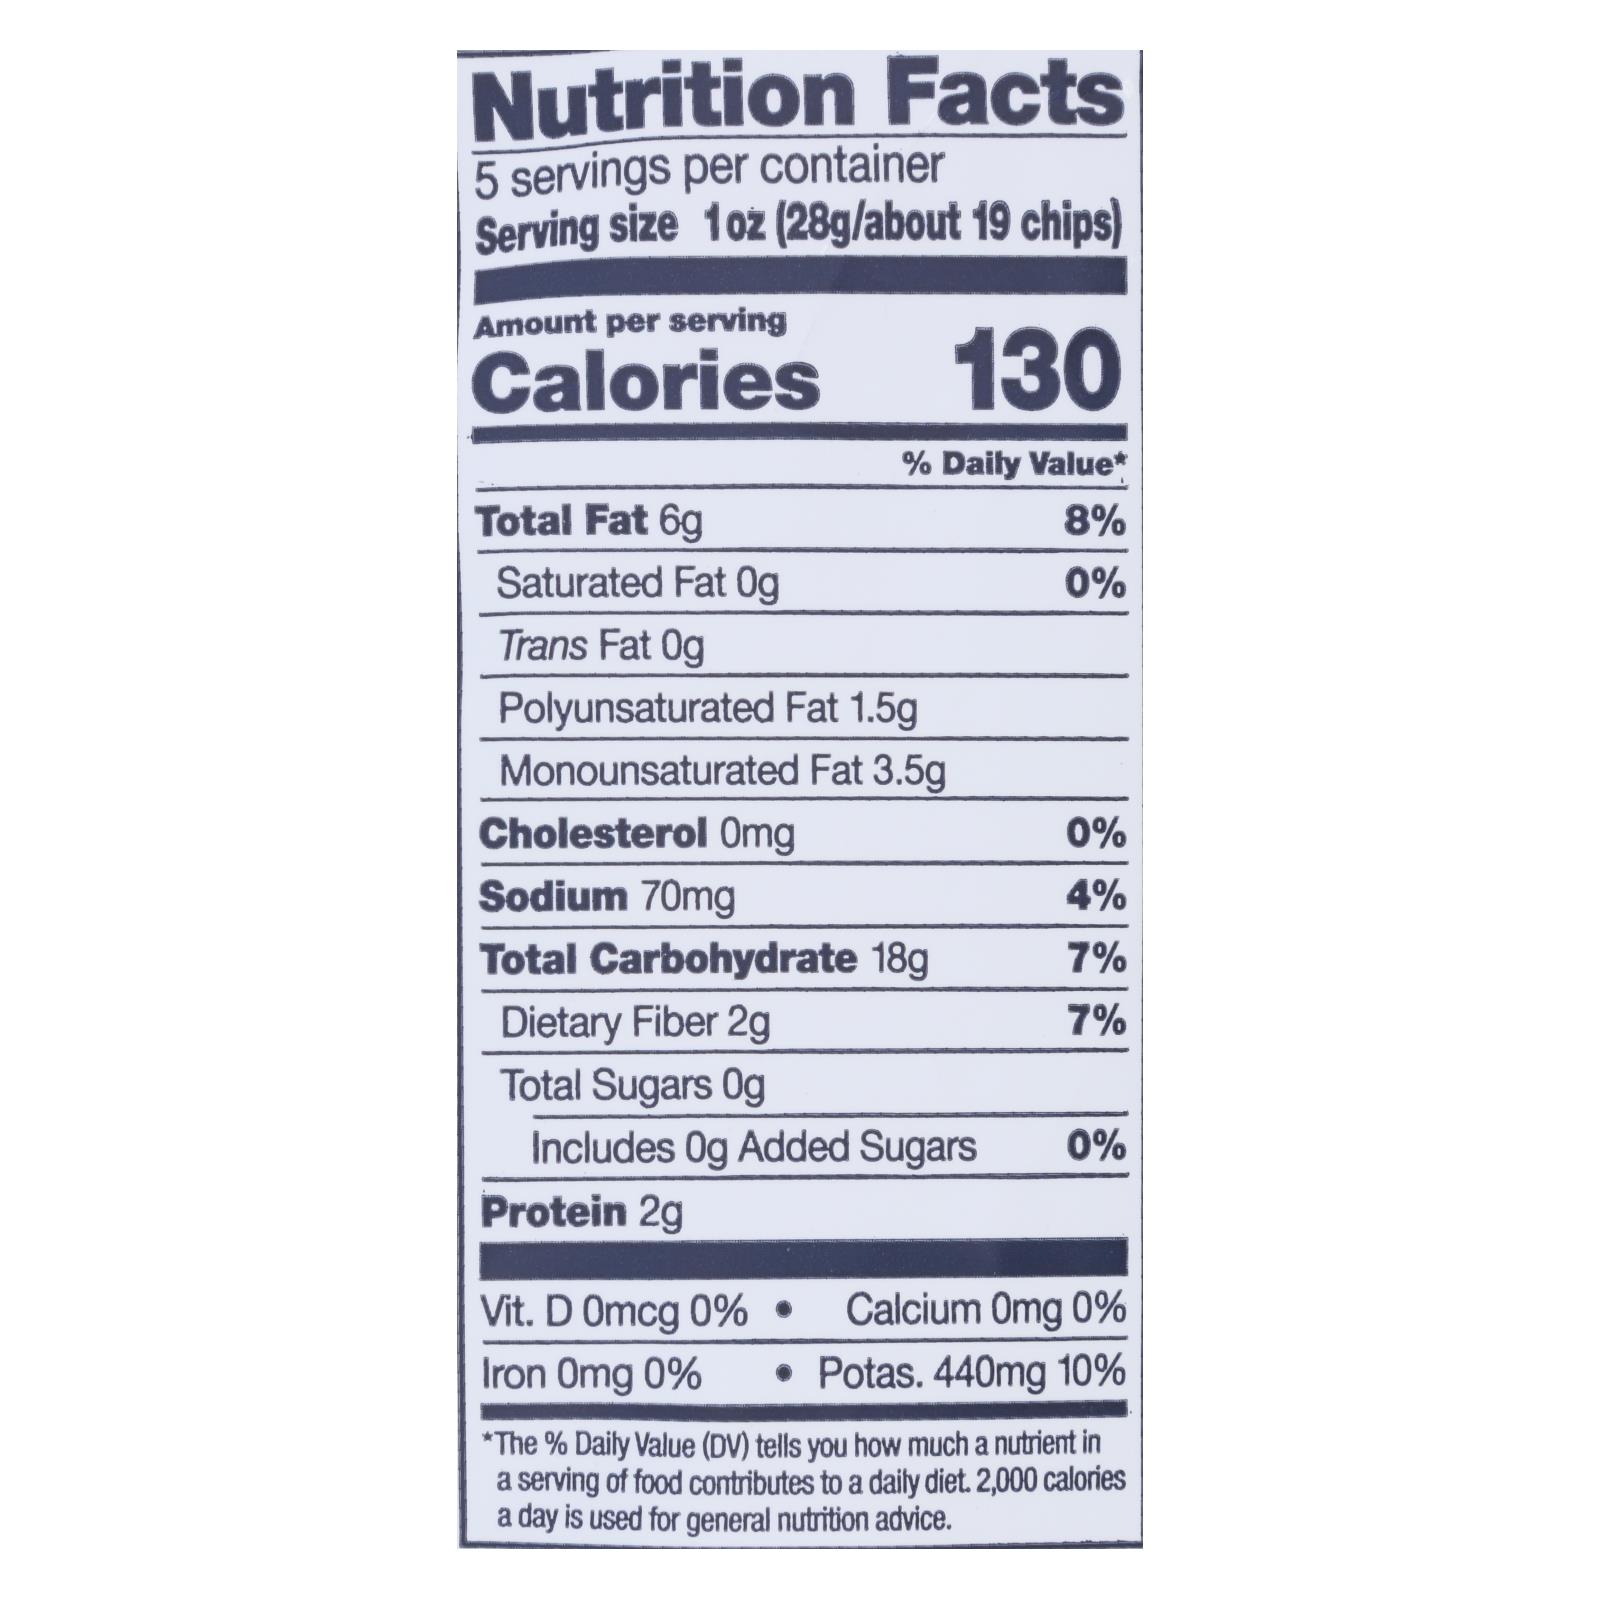 Nutrition Facts
5 servings per container
Serving size 1 oz (28g/about 19 chips)
Amount per serving
Calories 130
% Daily Value*
Total Fat 6g 8%
Saturated Fat 0g 0%
Trans Fat 0g
Polyunsaturated Fat 1.5g
Monounsaturated Fat 3.5g
Cholesterol 0mg 0%
Sodium 70mg 4%
Total Carbohydrate 18g 7%
Dietary Fiber 2g 7%
Total Sugars 0g
Includes 0g Added Sugars 0%
Protein 2g
Vit. D 0mcg 0% • Calcium 0mg 0%
Iron 0mg 0% • Potas. 440mg 10%
*The % Daily Value (DV) tells you how much a nutrient in
a serving of food contributes to a daily diet. 2,000 calories
a day is used for general nutrition advice.